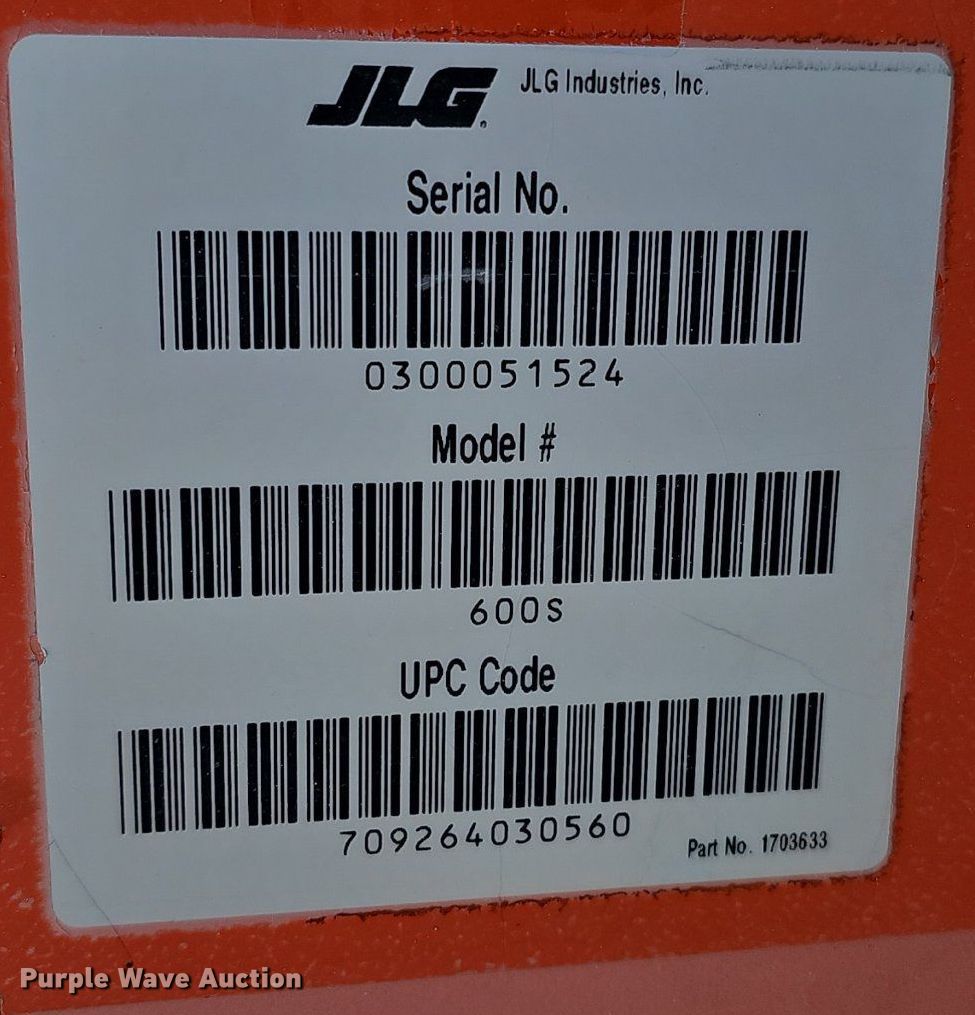 JLG JLG Industries, Inc.
Serial No.
0300051524
Model #
600S
UPC Code
709264030560
Part No. 1703633
Purple Wave Auction